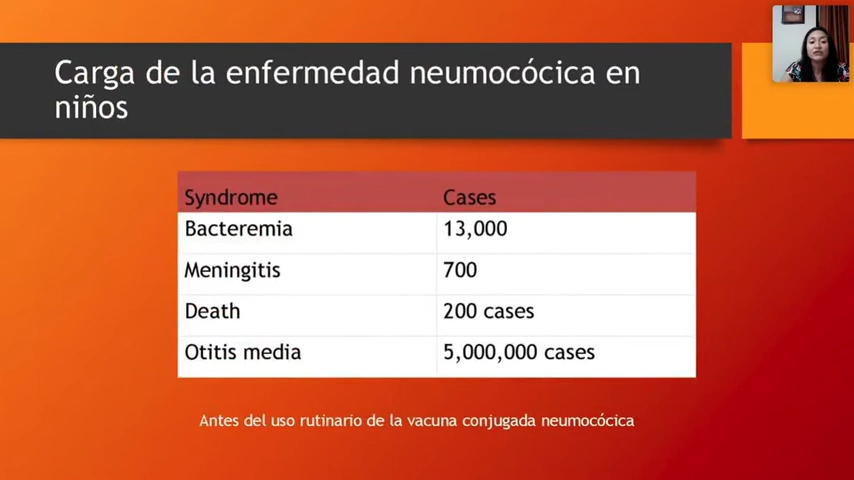 Carga de la enfermedad neumocócica en
niños
Syndrome Cases
Bacteremia 13,000
Meningitis 700
Death 200 cases
Otitis media 5,000,000 cases
Antes del uso rutinario de la vacuna conjugada neumocócica